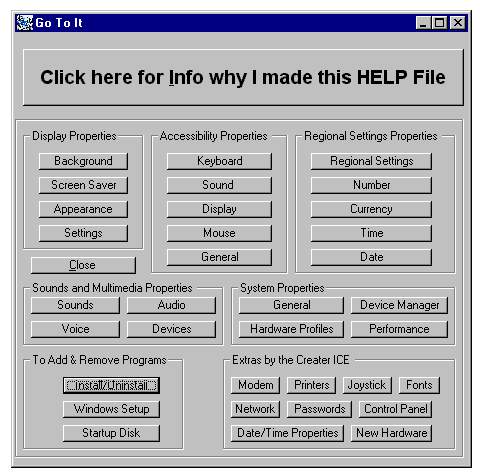 Go To It
Click here for Info why I made this HELP File
Display Properties
Background
Screen Saver
Appearance
Settings
Close
Accessibility Properties
Keyboard
Sound
Display
Mouse
General
Regional Settings Properties
Regional Settings
Number
Currency
Time
Date
Sounds and Multimedia Properties
Sounds Audio
Voice Devices
System Properties
General Device Manager
Hardware Profiles Performance
To Add & Remove Programs
Install/Uninstall
Windows Setup
Startup Disk
Extras by the Creater ICE
Modem Printers Joystick Fonts
Network Passwords Control Panel
Date/Time Properties New Hardware